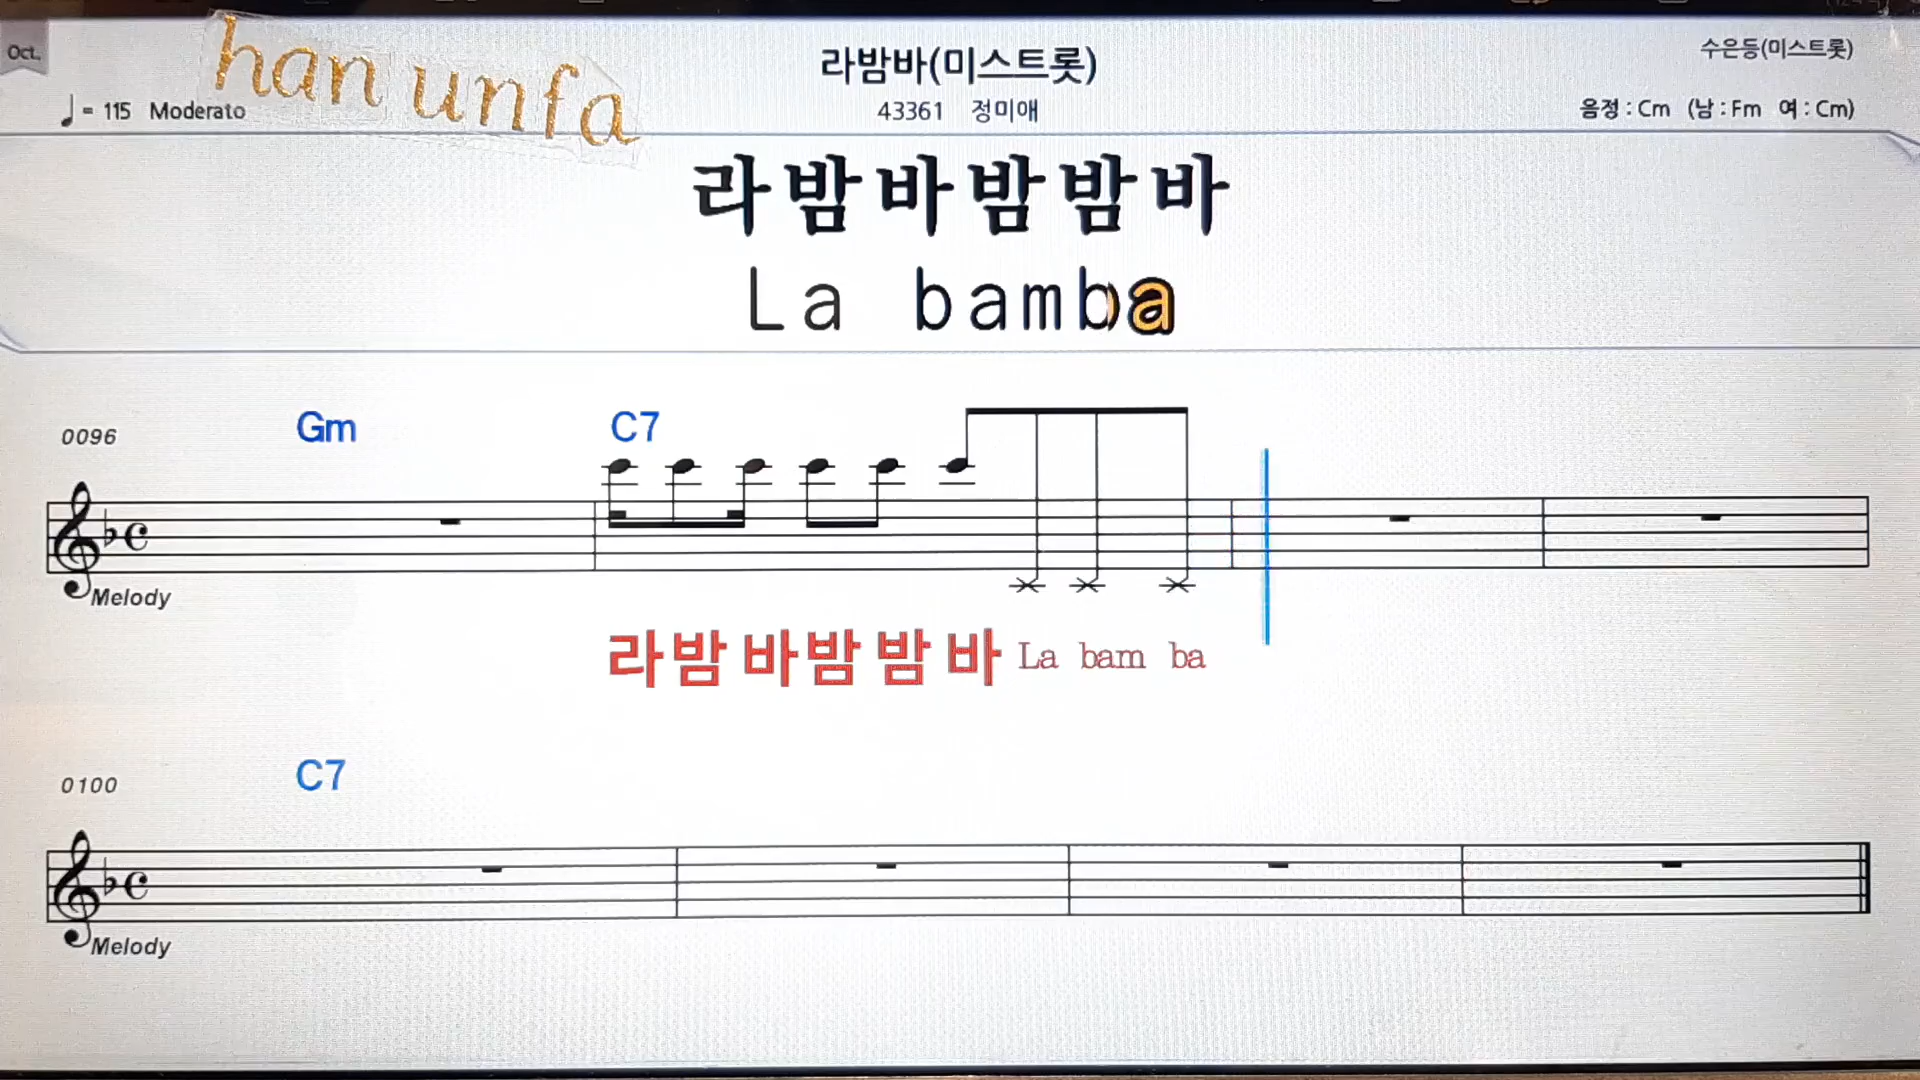 Oct.
han unfa
라밤바(미스트롯)
수은등(미스트롯)
♩= 115 Moderato
43361 정미애
음정 : Cm (남 : Fm 여 : Cm)
라밤바밤밤바
La bamba
0096 Gm C7
Melody
라밤바밤밤바 La bam ba
0100 C7
Melody